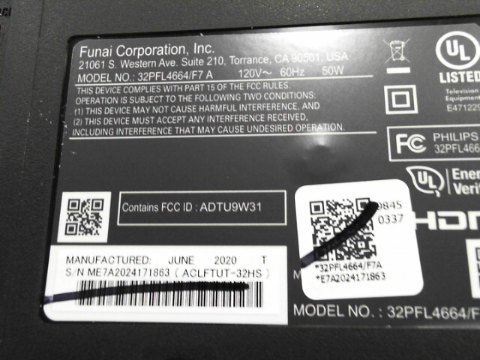 Funai Corporation, Inc.
21061 S. Western Ave. Suite 210, Torrance, CA 90501, USA
MODEL NO.: 32PFL4664/F7 A 120V~ 60Hz 50W
THIS DEVICE COMPLIES WITH PART 15 OF THE FCC RULES.
OPERATION IS SUBJECT TO THE FOLLOWING TWO CONDITIONS:
(1) THIS DEVICE MAY NOT CAUSE HARMFUL INTERFERENCE, AND
(2) THIS DEVICE MUST ACCEPT ANY INTERFERENCE RECEIVED,
INCLUDING INTERFERENCE THAT MAY CAUSE UNDESIRED OPERATION.
UL
LISTED
Television
Equipment
E471229
FC PHILIPS
32PFL4664
UL Ener
Verifi
Contains FCC ID: ADTU9W31
9845
0337
HDMI
*32PFL4664/F7A
*E7A2024171863
MANUFACTURED: JUNE 2020 T
S/N ME7A2024171863 (ACLFTUT-32HS)
MODEL NO.: 32PFL4664/F